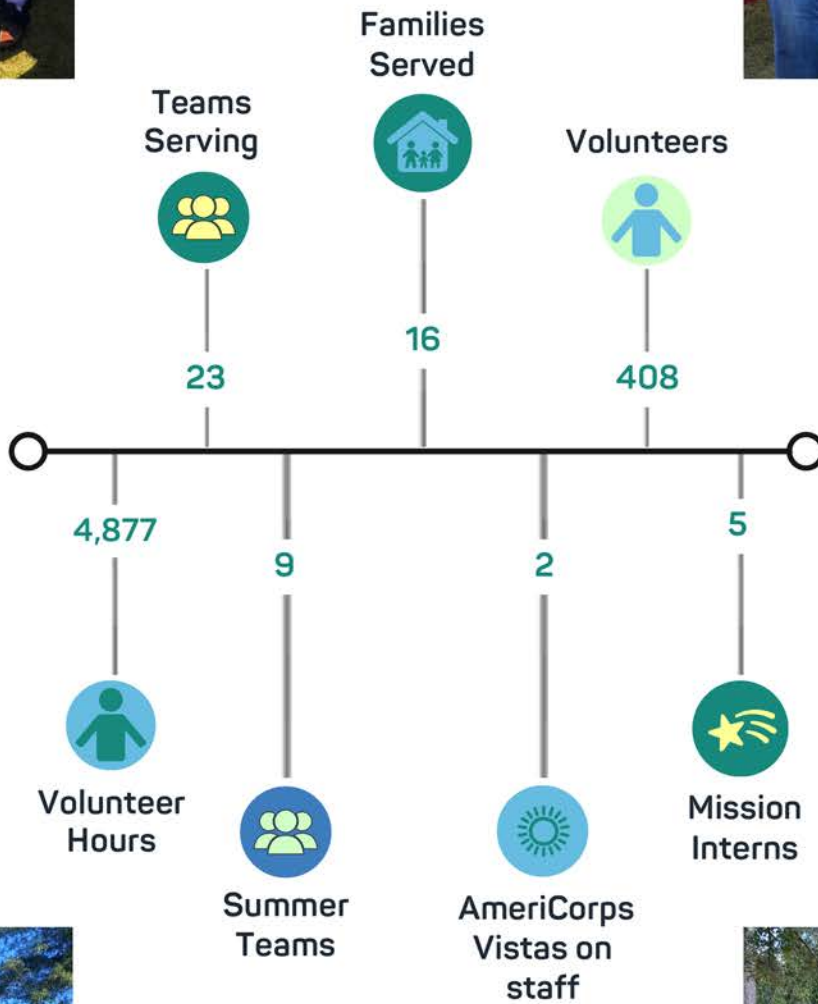 Families
Served
Teams
Serving
Volunteers
16
23
408
4,877
9
2
5
Volunteer
Hours
Mission
Interns
Summer
Teams
AmeriCorps
Vistas on
staff